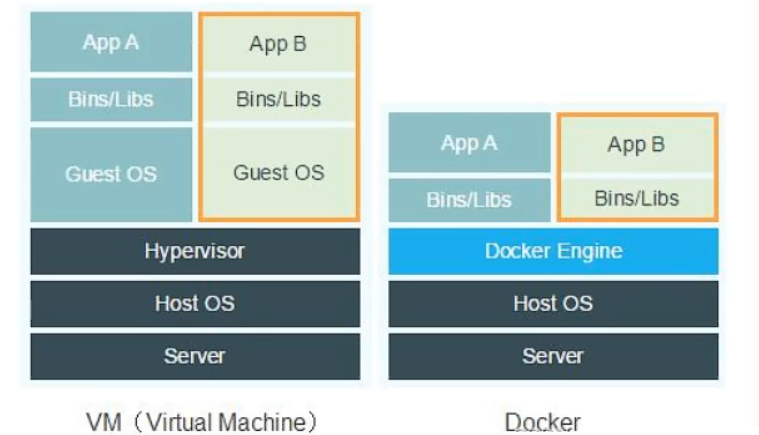 App A
App B
Bins/Libs
Bins/Libs
Guest OS
Guest OS
Hypervisor
Host OS
Server
VM（Virtual Machine）
App A
App B
Bins/Libs
Bins/Libs
Docker Engine
Host OS
Server
Docker